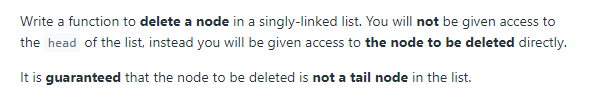 Write a function to delete a node in a singly-linked list. You will not be given access to
the head of the list, instead you will be given access to the node to be deleted directly.
It is guaranteed that the node to be deleted is not a tail node in the list.